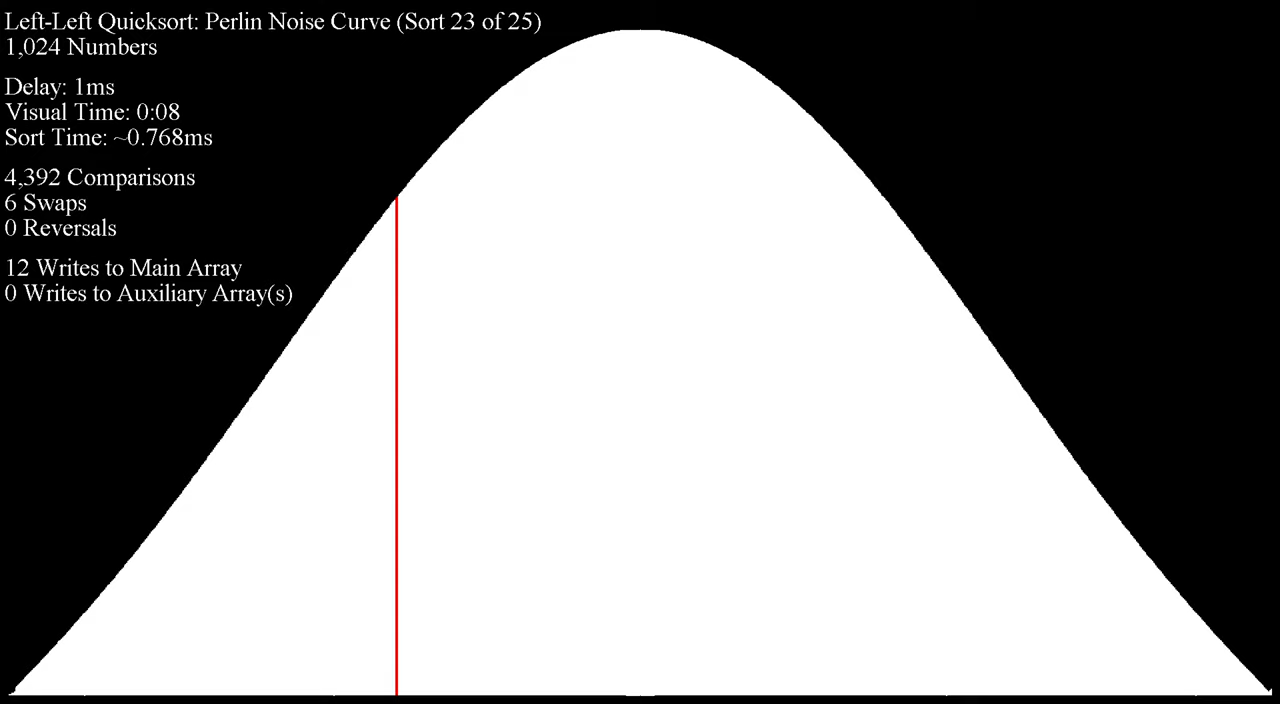 Left-Left Quicksort: Perlin Noise Curve (Sort 23 of 25)
1,024 Numbers
Delay: 1ms
Visual Time: 0:08
Sort Time: ~0.768ms
4,392 Comparisons
6 Swaps
0 Reversals
12 Writes to Main Array
0 Writes to Auxiliary Array(s)